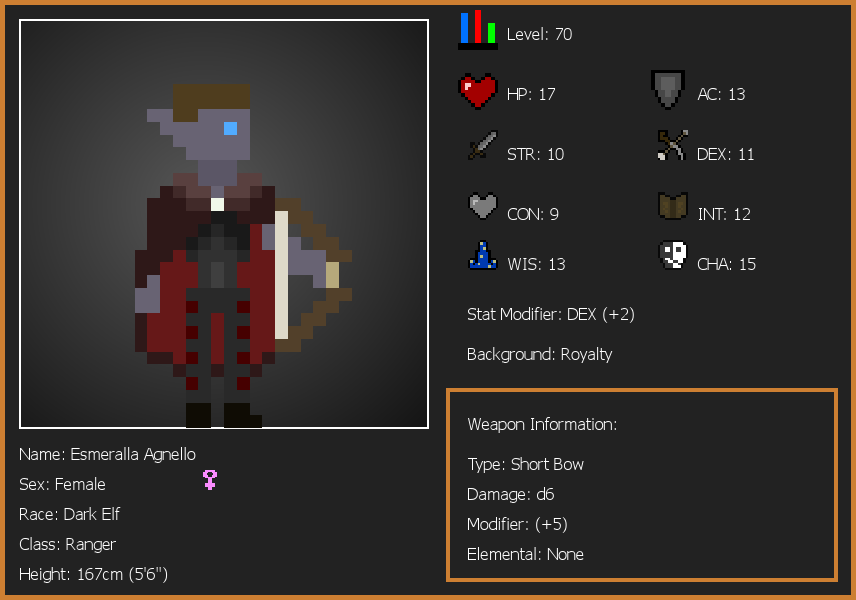 Level: 70
HP: 17
AC: 13
STR: 10
DEX: 11
CON: 9
INT: 12
WIS: 13
CHA: 15
Stat Modifier: DEX (+2)
Background: Royalty
Weapon Information:
Type: Short Bow
Damage: d6
Modifier: (+5)
Elemental: None
Name: Esmeralla Agnello
Sex: Female
Race: Dark Elf
Class: Ranger
Height: 167cm (5'6")